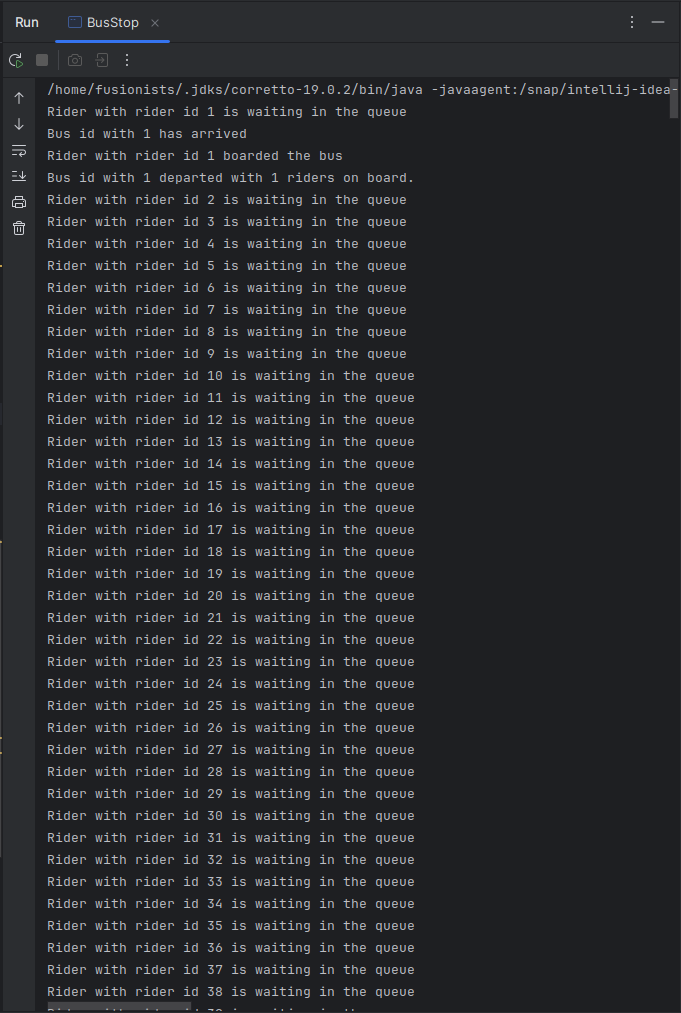 Run BusStop
/home/fusionists/.jdks/corretto-19.0.2/bin/java -javaagent:/snap/intellij-idea-
Rider with rider id 1 is waiting in the queue
Bus id with 1 has arrived
Rider with rider id 1 boarded the bus
Bus id with 1 departed with 1 riders on board.
Rider with rider id 2 is waiting in the queue
Rider with rider id 3 is waiting in the queue
Rider with rider id 4 is waiting in the queue
Rider with rider id 5 is waiting in the queue
Rider with rider id 6 is waiting in the queue
Rider with rider id 7 is waiting in the queue
Rider with rider id 8 is waiting in the queue
Rider with rider id 9 is waiting in the queue
Rider with rider id 10 is waiting in the queue
Rider with rider id 11 is waiting in the queue
Rider with rider id 12 is waiting in the queue
Rider with rider id 13 is waiting in the queue
Rider with rider id 14 is waiting in the queue
Rider with rider id 15 is waiting in the queue
Rider with rider id 16 is waiting in the queue
Rider with rider id 17 is waiting in the queue
Rider with rider id 18 is waiting in the queue
Rider with rider id 19 is waiting in the queue
Rider with rider id 20 is waiting in the queue
Rider with rider id 21 is waiting in the queue
Rider with rider id 22 is waiting in the queue
Rider with rider id 23 is waiting in the queue
Rider with rider id 24 is waiting in the queue
Rider with rider id 25 is waiting in the queue
Rider with rider id 26 is waiting in the queue
Rider with rider id 27 is waiting in the queue
Rider with rider id 28 is waiting in the queue
Rider with rider id 29 is waiting in the queue
Rider with rider id 30 is waiting in the queue
Rider with rider id 31 is waiting in the queue
Rider with rider id 32 is waiting in the queue
Rider with rider id 33 is waiting in the queue
Rider with rider id 34 is waiting in the queue
Rider with rider id 35 is waiting in the queue
Rider with rider id 36 is waiting in the queue
Rider with rider id 37 is waiting in the queue
Rider with rider id 38 is waiting in the queue